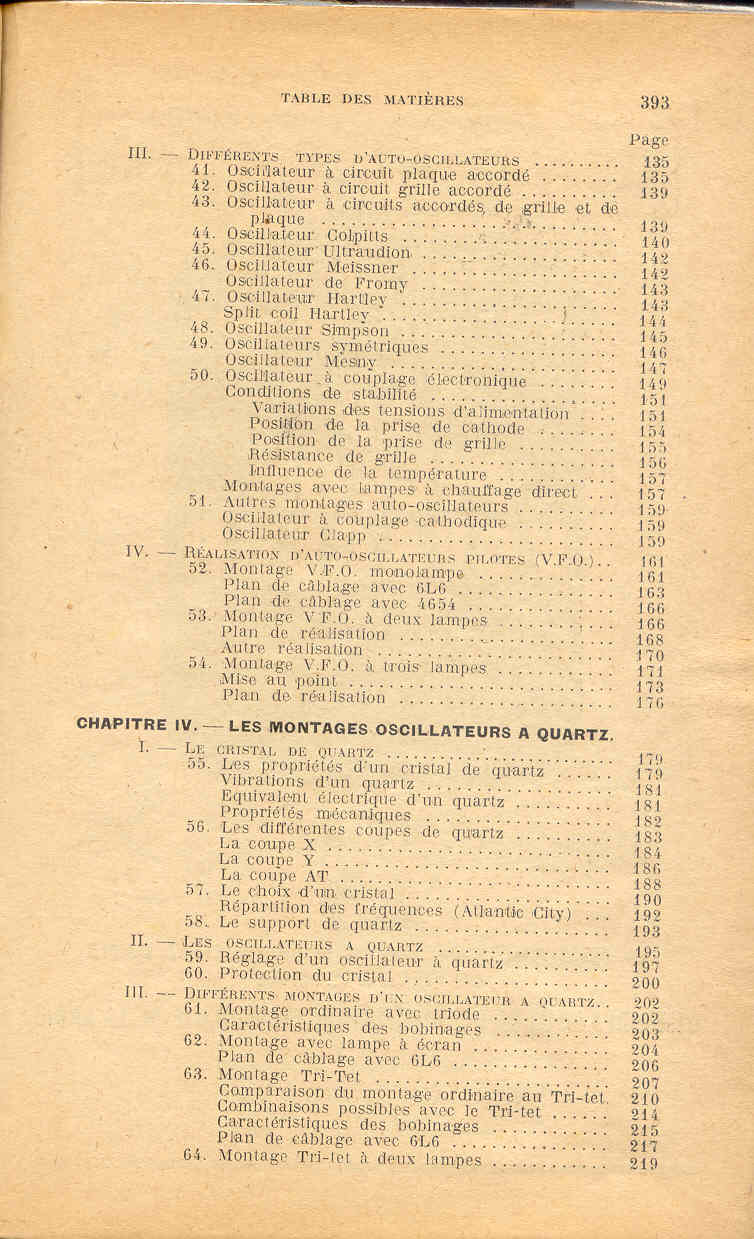 TABLE DES MATIÈRES 393
Page
III. — DIFFÉRENTS TYPES D'AUTO-OSCILLATEURS .......... 135
41. Oscillateur à circuit plaque accordé ........ 135
42. Oscillateur à circuit grille accordé .......... 139
43. Oscillateur à circuits accordés, de grille et de
plaque .............................. 139
44. Oscillateur Colpitts ...................... 140
45. Oscillateur Ultraudion .................... 142
46. Oscillateur Meissner ...................... 142
Oscillateur de Fromy .................... 143
47. Oscillateur Hartley ...................... 143
Split coil Hartley ........................ 144
48. Oscillateur Simpson ...................... 145
49. Oscillateurs symétriques .................. 146
Oscillateur Mesny ...................... 147
50. Oscillateur à couplage électronique ........ 149
Conditions de stabilité .................. 151
Variations des tensions d'alimentation .... 151
Position de la prise de cathode ........ 154
Position de la prise de grille .......... 155
Résistance de grille .................. 156
Influence de la température ............ 157
Montages avec lampes à chauffage direct ... 157
51. Autres montages auto-oscillateurs .......... 159
Oscillateur à couplage cathodique .......... 159
Oscillateur Clapp ........................ 159
IV. — RÉALISATION D'AUTO-OSCILLATEURS PILOTES (V.F.O.).. 161
52. Montage V.F.O. monolampe .............. 161
Plan de câblage avec 6L6 ................ 163
Plan de câblage avec 4654 .............. 166
53. Montage V.F.O. à deux lampes ............ 166
Plan de réalisation ...................... 168
Autre réalisation ........................ 170
54. Montage V.F.O. à trois lampes ............ 171
Mise au point .......................... 173
Plan de réalisation ...................... 176
CHAPITRE IV. — LES MONTAGES OSCILLATEURS A QUARTZ.
I. — LE CRISTAL DE QUARTZ ...................... 179
55. Les propriétés d'un cristal de quartz ...... 179
Vibrations d'un quartz .................. 181
Equivalent électrique d'un quartz .......... 181
Propriétés mécaniques .................... 182
56. Les différentes coupes de quartz .......... 183
La coupe X ............................ 184
La coupe Y ............................ 186
La coupe AT .......................... 188
57. Le choix d'un cristal .................... 190
Répartition des fréquences (Atlantic City) ... 192
58. Le support de quartz .................... 193
II. — LES OSCILLATEURS A QUARTZ .................. 195
59. Réglage d'un oscillateur à quartz .......... 197
60. Protection du cristal .................... 200
III. — DIFFÉRENTS MONTAGES D'UN OSCILLATEUR A QUARTZ.. 202
61. Montage ordinaire avec triode ............ 202
Caractéristiques des bobinages ............ 203
62. Montage avec lampe à écran .............. 204
Plan de câblage avec 6L6 ................ 206
63. Montage Tri-Tet ........................ 207
Comparaison du montage ordinaire au Tri-tet. 210
Combinaisons possibles avec le Tri-tet ...... 214
Caractéristiques des bobinages ............ 215
Plan de câblage avec 6L6 ................ 217
64. Montage Tri-tet à deux lampes ............ 219